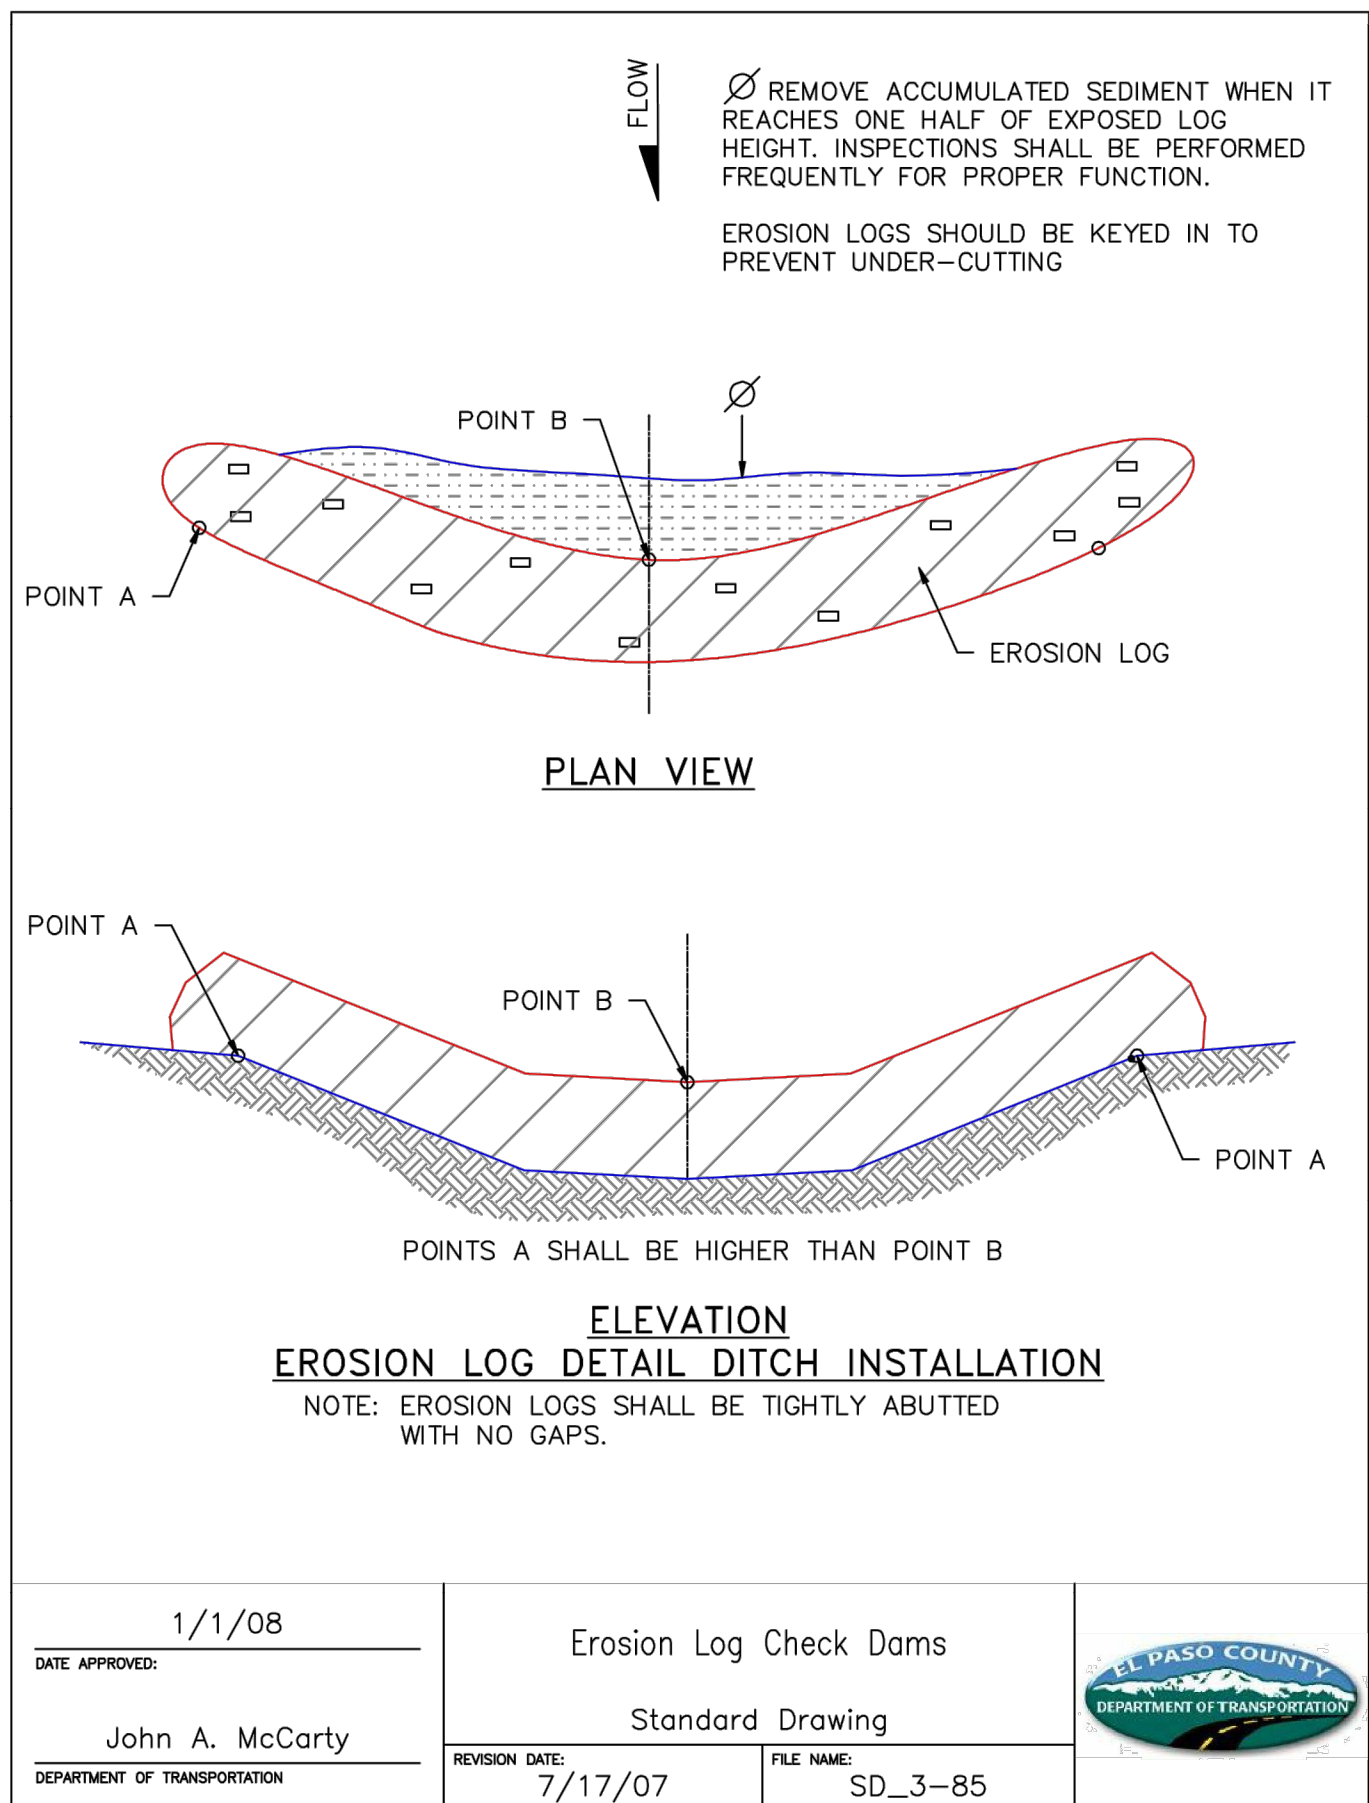 FLOW
Ø REMOVE ACCUMULATED SEDIMENT WHEN IT
REACHES ONE HALF OF EXPOSED LOG
HEIGHT. INSPECTIONS SHALL BE PERFORMED
FREQUENTLY FOR PROPER FUNCTION.
EROSION LOGS SHOULD BE KEYED IN TO
PREVENT UNDER-CUTTING
Ø
POINT B
POINT A
EROSION LOG
PLAN VIEW
POINT A
POINT B
POINT A
POINTS A SHALL BE HIGHER THAN POINT B
ELEVATION
EROSION LOG DETAIL DITCH INSTALLATION
NOTE: EROSION LOGS SHALL BE TIGHTLY ABUTTED
WITH NO GAPS.
1/1/08
DATE APPROVED:
John A. McCarty
DEPARTMENT OF TRANSPORTATION
Erosion Log Check Dams
Standard Drawing
REVISION DATE:
7/17/07
FILE NAME:
SD_3-85
EL PASO COUNTY
DEPARTMENT OF TRANSPORTATION